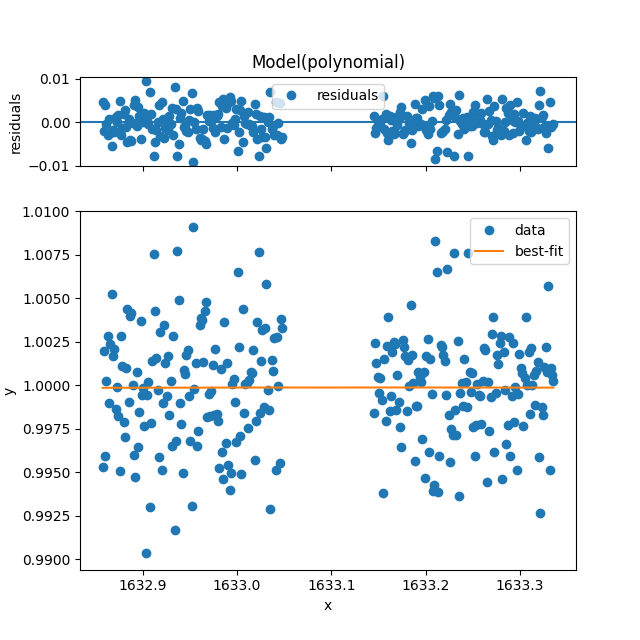 Model(polynomial)
0.01
0.00
−0.01
residuals
residuals
1.0100
1.0075
1.0050
1.0025
1.0000
0.9975
0.9950
0.9925
0.9900
y
data
best-fit
1632.9 1633.0 1633.1 1633.2 1633.3
x